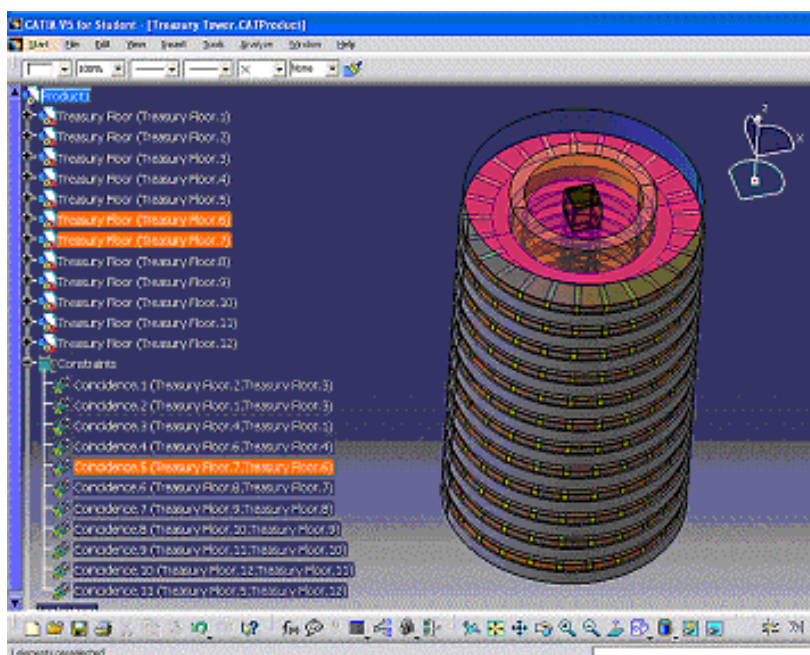 CATIA V5 for Student - [Treasury Tower.CATProduct]
Start File Edit View Insert Tools Analyze Window Help
100% None
Product1
Treasury Floor (Treasury Floor.1)
Treasury Floor (Treasury Floor.2)
Treasury Floor (Treasury Floor.3)
Treasury Floor (Treasury Floor.4)
Treasury Floor (Treasury Floor.5)
Treasury Floor (Treasury Floor.6)
Treasury Floor (Treasury Floor.7)
Treasury Floor (Treasury Floor.8)
Treasury Floor (Treasury Floor.9)
Treasury Floor (Treasury Floor.10)
Treasury Floor (Treasury Floor.11)
Treasury Floor (Treasury Floor.12)
Constraints
Coincidence.1 (Treasury Floor.2,Treasury Floor.3)
Coincidence.2 (Treasury Floor.1,Treasury Floor.3)
Coincidence.3 (Treasury Floor.4,Treasury Floor.1)
Coincidence.4 (Treasury Floor.6,Treasury Floor.4)
Coincidence.5 (Treasury Floor.7,Treasury Floor.6)
Coincidence.6 (Treasury Floor.8,Treasury Floor.7)
Coincidence.7 (Treasury Floor.9,Treasury Floor.8)
Coincidence.8 (Treasury Floor.10,Treasury Floor.9)
Coincidence.9 (Treasury Floor.11,Treasury Floor.10)
Coincidence.10 (Treasury Floor.12,Treasury Floor.11)
Coincidence.11 (Treasury Floor.5,Treasury Floor.12)
z
x